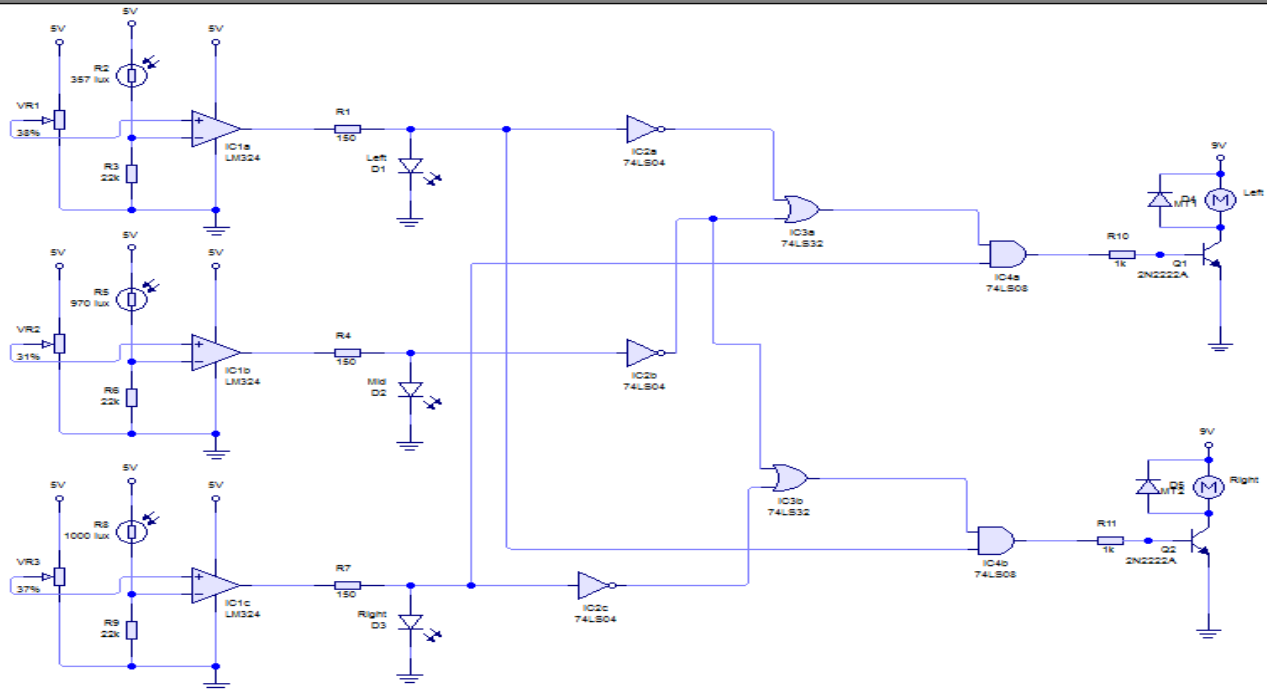 5V
5V
5V
R2
357 lux
VR1
38%
R3
22k
+
−
IC1a
LM324
R1
150
Left
D1
IC2a
74LS04
IC3a
74LS32
IC4a
74LS08
R10
1k
Q1
2N2222A
9V
MT1
M
Left
5V
5V
5V
R5
970 lux
VR2
31%
R6
22k
+
−
IC1b
LM324
R4
150
Mid
D2
IC2b
74LS04
5V
5V
5V
R8
1000 lux
VR3
37%
R9
22k
+
−
IC1c
LM324
R7
150
Right
D3
IC2c
74LS04
IC3b
74LS32
IC4b
74LS08
R11
1k
Q2
2N2222A
9V
D5
MT2
M
Right